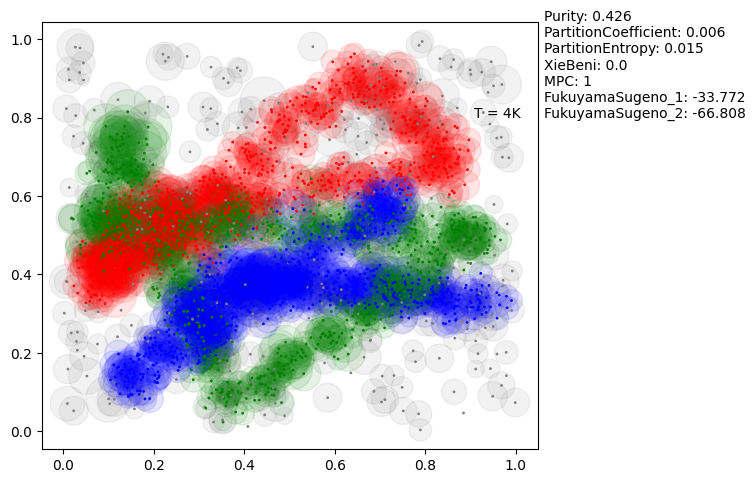 Purity: 0.426
PartitionCoefficient: 0.006
PartitionEntropy: 0.015
XieBeni: 0.0
MPC: 1
FukuyamaSugeno_1: -33.772
FukuyamaSugeno_2: -66.808
T = 4K
1.0
0.8
0.6
0.4
0.2
0.0
0.0 0.2 0.4 0.6 0.8 1.0